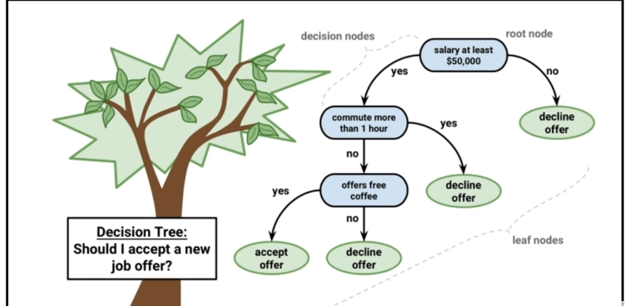 decision nodes
root node
salary at least
$50,000
yes
no
commute more
than 1 hour
decline
offer
yes
no
offers free
coffee
decline
offer
yes
no
leaf nodes
Decision Tree:
Should I accept a new
job offer?
accept
offer
decline
offer